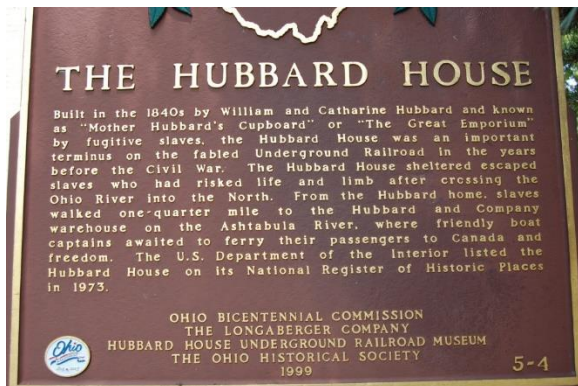 THE HUBBARD HOUSE
Built in the 1840s by William and Catharine Hubbard and known
as "Mother Hubbard's Cupboard" or "The Great Emporium"
by fugitive slaves, the Hubbard House was an important
terminus on the fabled Underground Railroad in the years
before the Civil War. The Hubbard House sheltered escaped
slaves who had risked life and limb after crossing the
Ohio River into the North. From the Hubbard home, slaves
walked one-quarter mile to the Hubbard and Company
warehouse on the Ashtabula River, where friendly boat
captains awaited to ferry their passengers to Canada and
freedom. The U.S. Department of the Interior listed the
Hubbard House on its National Register of Historic Places
in 1973.
OHIO BICENTENNIAL COMMISSION
THE LONGABERGER COMPANY
HUBBARD HOUSE UNDERGROUND RAILROAD MUSEUM
THE OHIO HISTORICAL SOCIETY
1999
Ohio
5-4